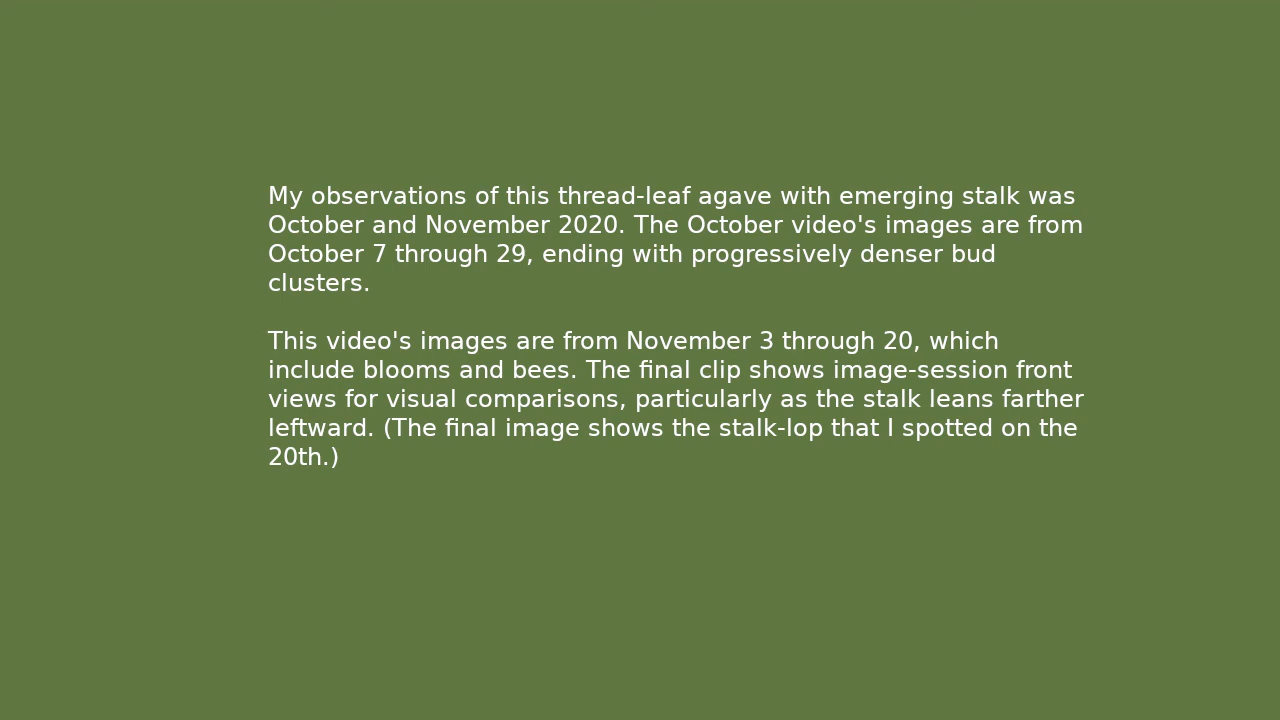 My observations of this thread-leaf agave with emerging stalk was
October and November 2020. The October video's images are from
October 7 through 29, ending with progressively denser bud
clusters.
This video's images are from November 3 through 20, which
include blooms and bees. The final clip shows image-session front
views for visual comparisons, particularly as the stalk leans farther
leftward. (The final image shows the stalk-lop that I spotted on the
20th.)